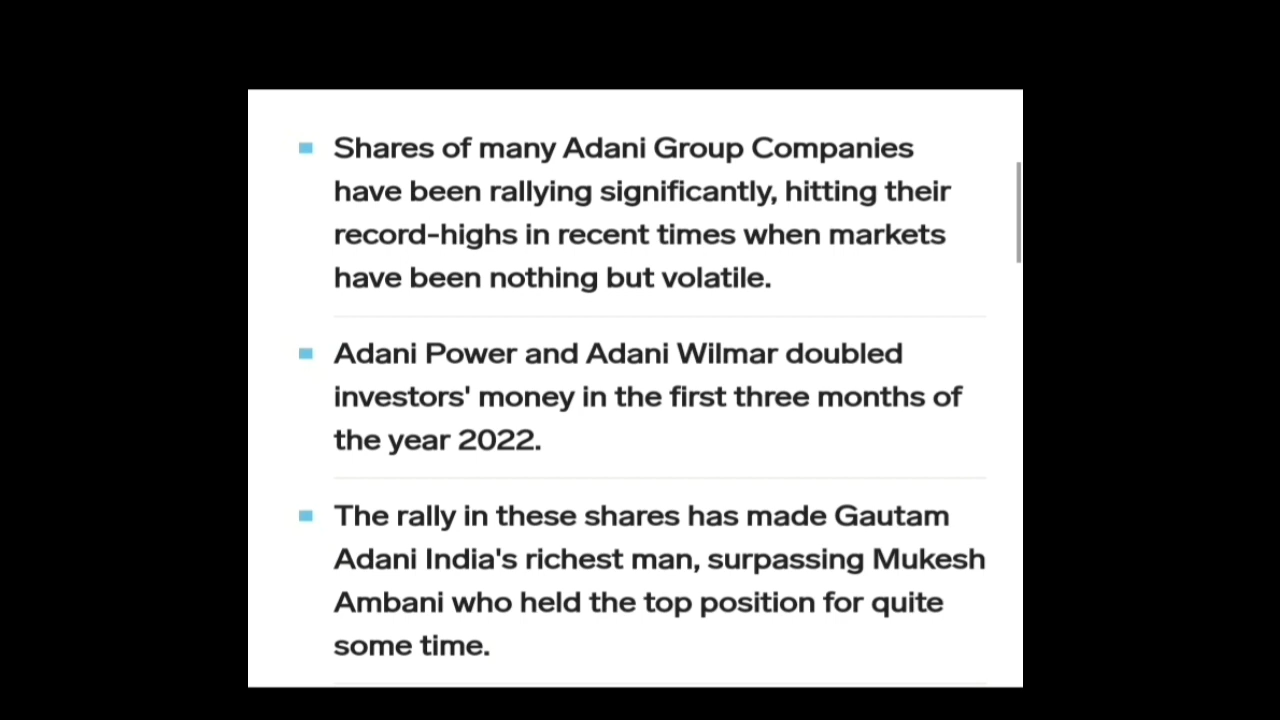 Shares of many Adani Group Companies
have been rallying significantly, hitting their
record-highs in recent times when markets
have been nothing but volatile.
Adani Power and Adani Wilmar doubled
investors' money in the first three months of
the year 2022.
The rally in these shares has made Gautam
Adani India's richest man, surpassing Mukesh
Ambani who held the top position for quite
some time.